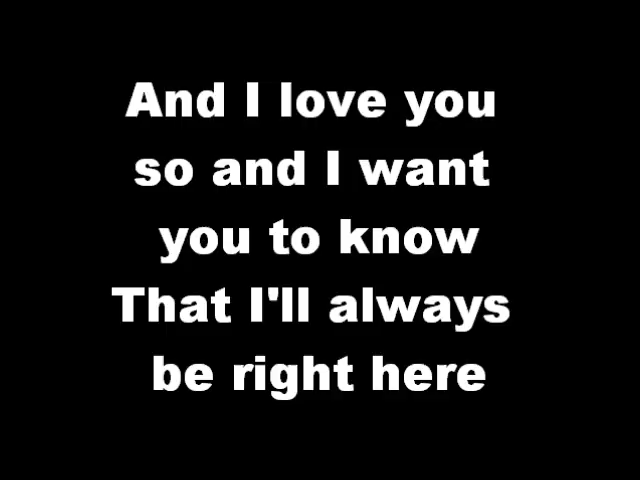 And I love you
so and I want
you to know
That I'll always
be right here